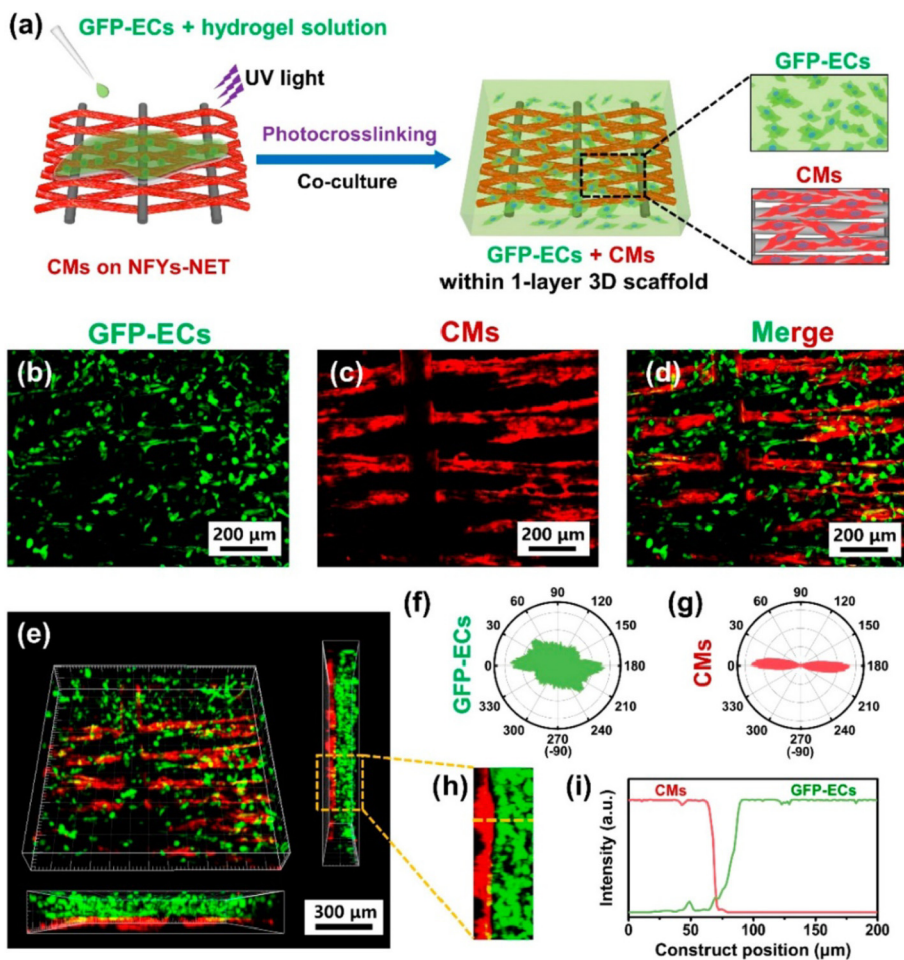 (a)
GFP-ECs + hydrogel solution
UV light
Photocrosslinking
Co-culture
CMs on NFYs-NET
GFP-ECs + CMs
within 1-layer 3D scaffold
GFP-ECs
CMs
GFP-ECs
CMs
Merge
(b)
200 μm
(c)
200 μm
(d)
200 μm
(e)
300 μm
(f)
GFP-ECs
90
60
120
30
150
0
180
330
210
300
240
270
(-90)
(g)
CMs
90
60
120
30
150
0
180
330
210
300
240
270
(-90)
(h)
(i)
CMs
GFP-ECs
Intensity (a.u.)
0
50
100
150
200
Construct position (μm)